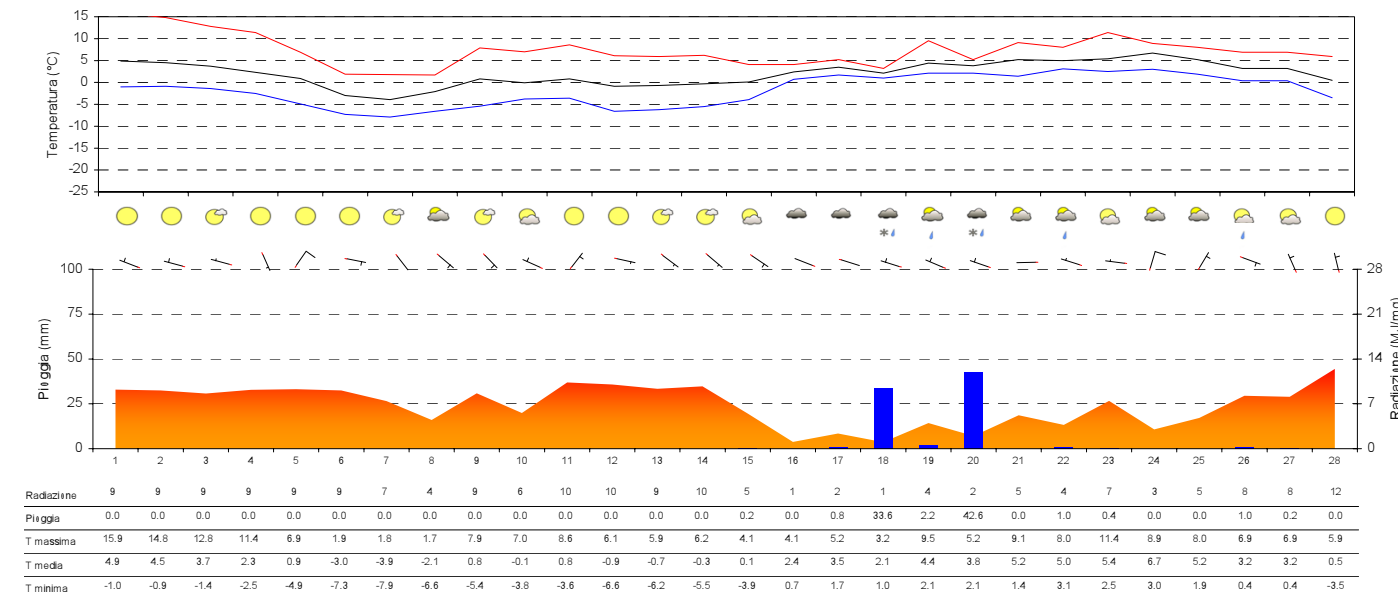 Temperatura (°C)
15
10
5
0
-5
-10
-15
-20
-25
Pioggia (mm)
100
75
50
25
0
28
21
14
7
0
Radiazione (MJ/mq)
1 2 3 4 5 6 7 8 9 10 11 12 13 14 15 16 17 18 19 20 21 22 23 24 25 26 27 28
Radiazione 9 9 9 9 9 9 7 4 9 6 10 10 9 10 5 1 2 1 4 2 5 4 7 3 5 8 8 12
Pioggia 0.0 0.0 0.0 0.0 0.0 0.0 0.0 0.0 0.0 0.0 0.0 0.0 0.0 0.0 0.2 0.0 0.8 33.6 2.2 42.6 0.0 1.0 0.4 0.0 0.0 1.0 0.2 0.0
T massima 15.9 14.8 12.8 11.4 6.9 1.9 1.8 1.7 7.9 7.0 8.6 6.1 5.9 6.2 4.1 4.1 5.2 3.2 9.5 5.2 9.1 8.0 11.4 8.9 8.0 6.9 6.9 5.9
T media 4.9 4.5 3.7 2.3 0.9 -3.0 -3.9 -2.1 0.8 -0.1 0.8 -0.9 -0.7 -0.3 0.1 2.4 3.5 2.1 4.4 3.8 5.2 5.0 5.4 6.7 5.2 3.2 3.2 0.5
T minima -1.0 -0.9 -1.4 -2.5 -4.9 -7.3 -7.9 -6.6 -5.4 -3.8 -3.6 -6.6 -6.2 -5.5 -3.9 0.7 1.7 1.0 2.1 2.1 1.4 3.1 2.5 3.0 1.9 0.4 0.4 -3.5